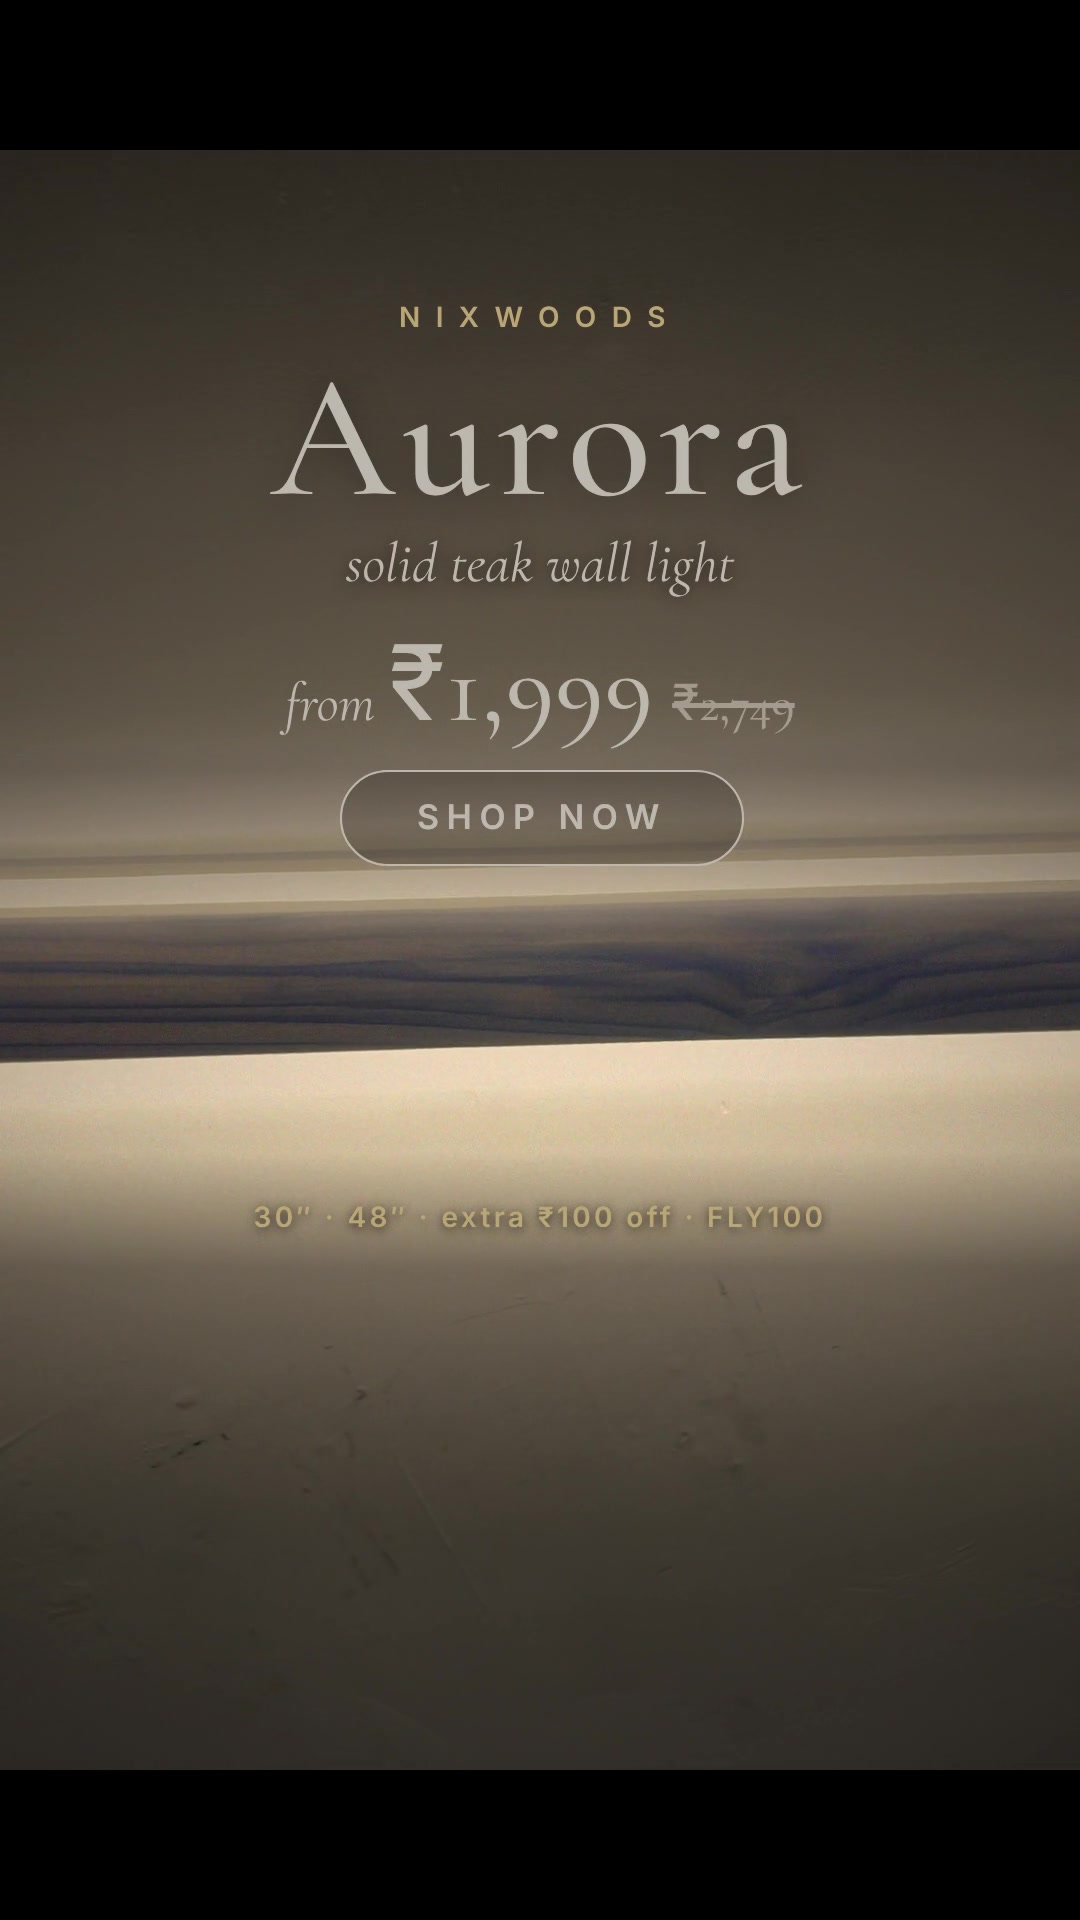 NIXWOODS
Aurora
solid teak wall light
from ₹1,999 ₹2,749
SHOP NOW
30″ · 48″ · extra ₹100 off · FLY100